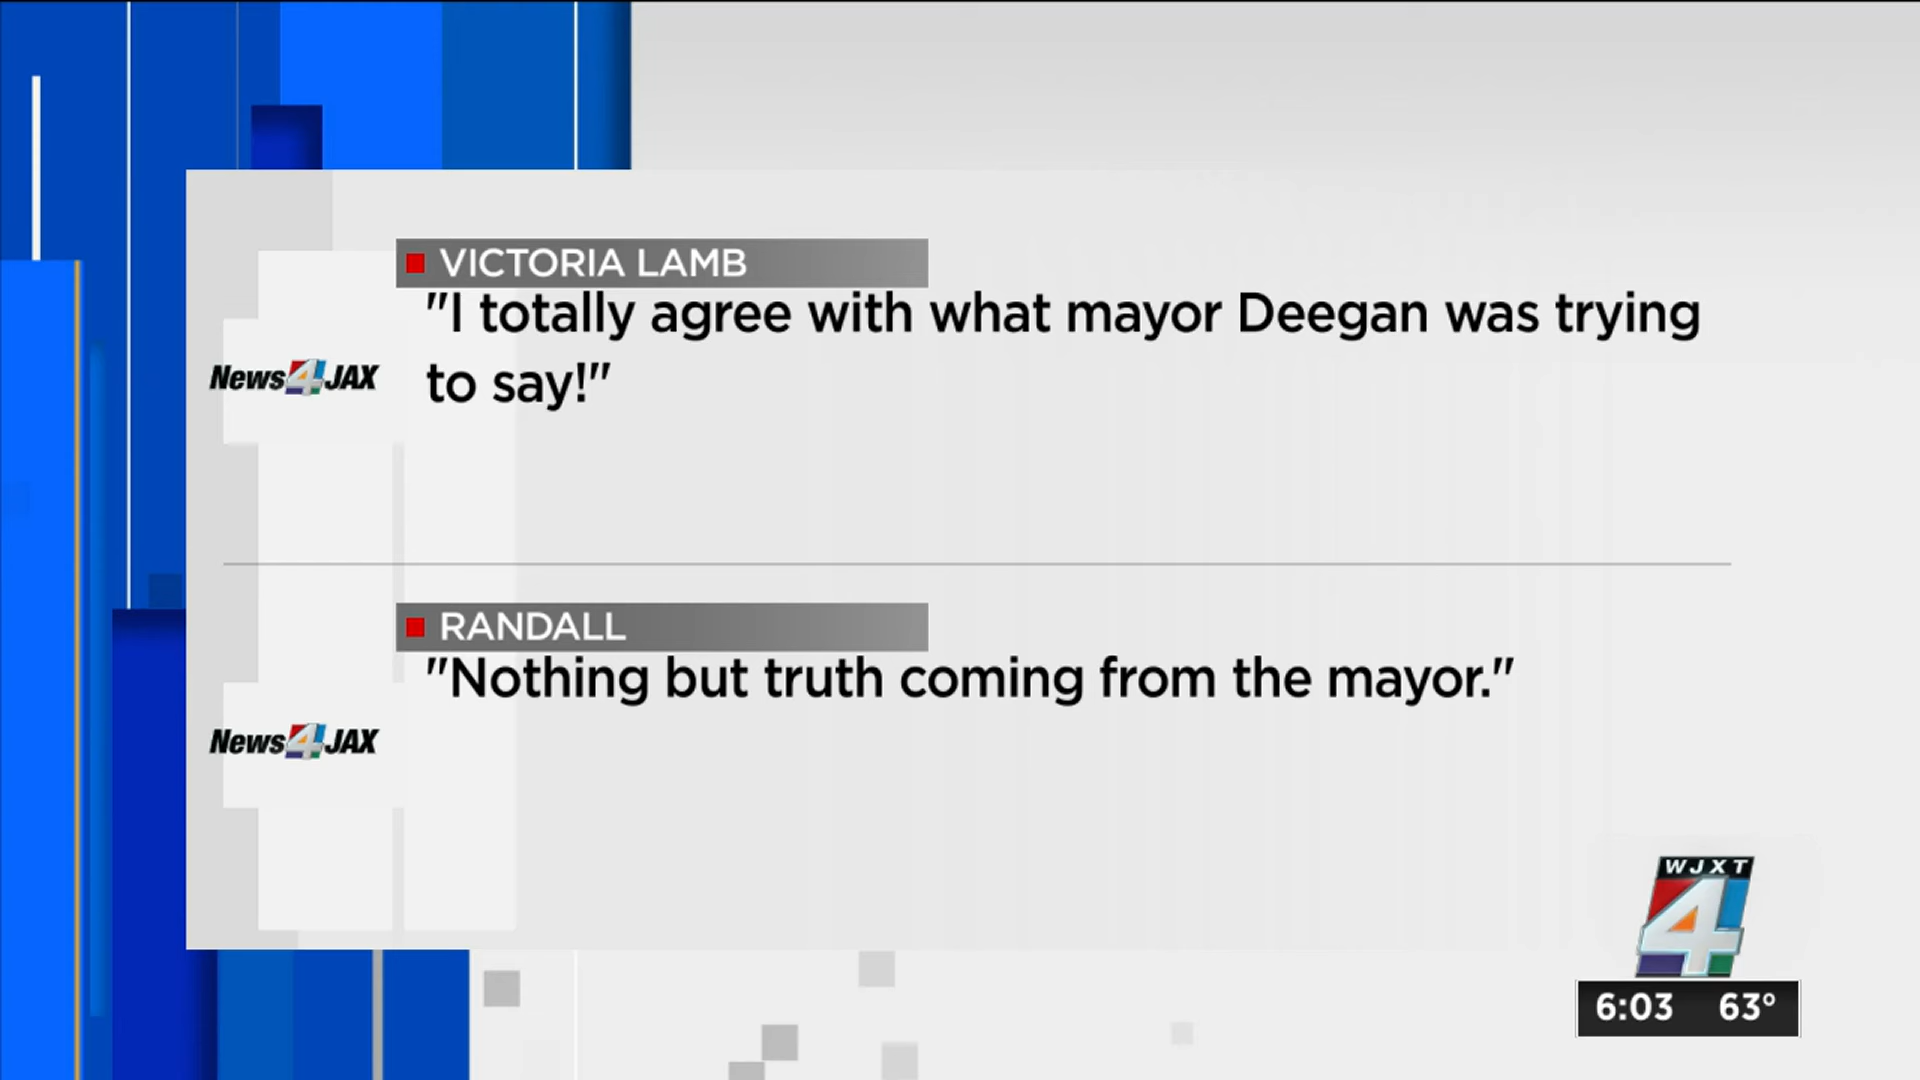 VICTORIA LAMB
"I totally agree with what mayor Deegan was trying
to say!"
News4JAX
RANDALL
"Nothing but truth coming from the mayor."
News4JAX
WJXT
4
6:03 63°